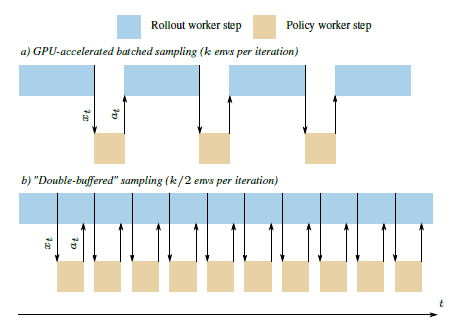 Rollout worker step Policy worker step
a) GPU-accelerated batched sampling (k envs per iteration)
x_t a_t
b) "Double-buffered" sampling (k/2 envs per iteration)
x_t a_t
t